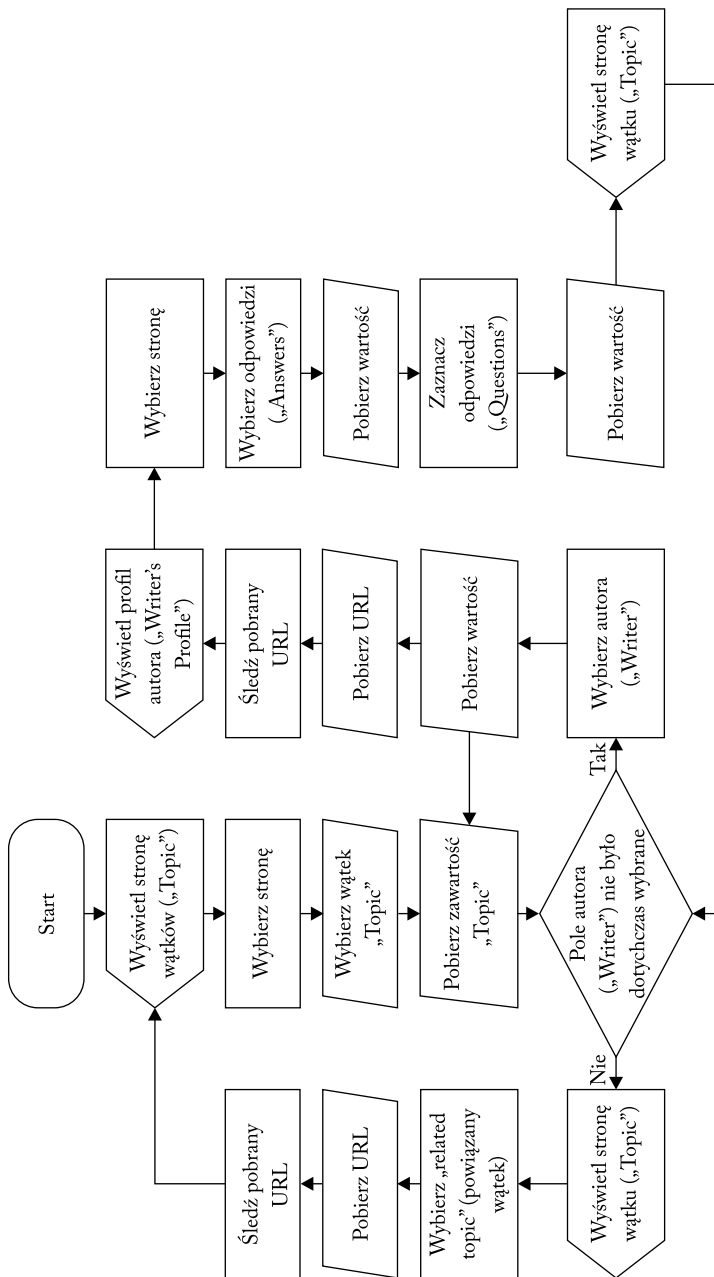 Start
Wyświetl stronę
wątków („Topic”)
Wybierz stronę
Wybierz wątek
„Topic”
Pobierz zawartość
„Topic”
Pole autora
(„Writer”) nie było
dotychczas wybrane
Nie
Wyświetl stronę
wątku („Topic”)
Wybierz „related
topic” (powiązany
wątek)
Pobierz URL
Śledź pobrany
URL
Tak
Wybierz autora
(„Writer”)
Pobierz wartość
Pobierz URL
Śledź pobrany
URL
Wyświetl profil
autora („Writer’s
Profile”)
Wybierz stronę
Wybierz odpowiedzi
(„Answers”)
Pobierz wartość
Zaznacz
odpowiedzi
(„Questions”)
Pobierz wartość
Wyświetl stronę
wątku („Topic”)